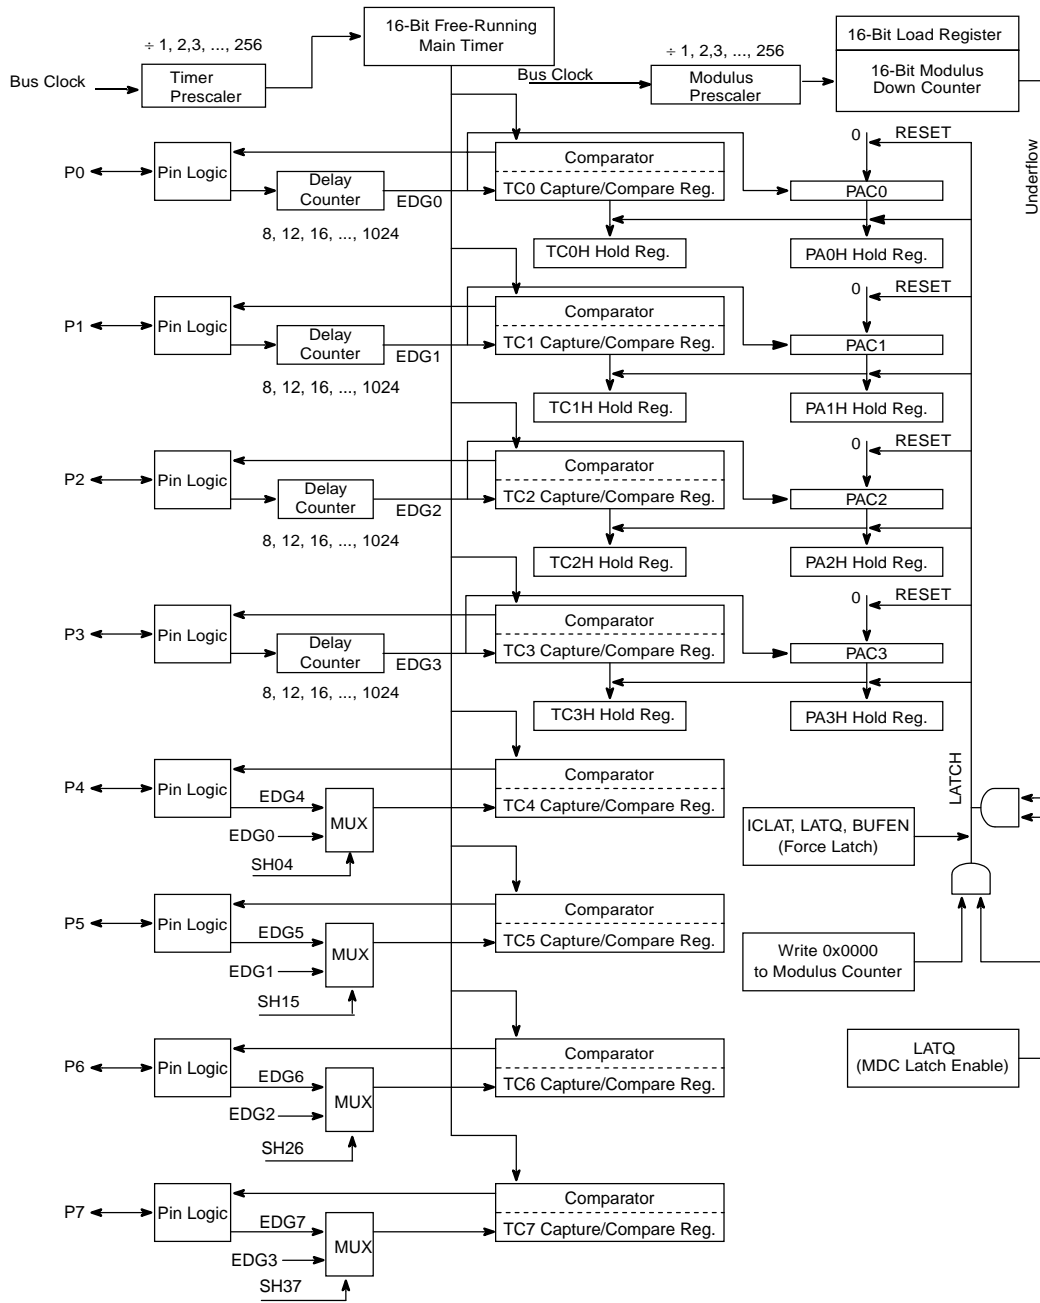 16-Bit Free-Running
Main Timer
÷ 1, 2,3, ..., 256
Bus Clock
Timer
Prescaler
÷ 1, 2,3, ..., 256
Bus Clock
Modulus
Prescaler
16-Bit Load Register
16-Bit Modulus
Down Counter
Underflow
P0
Pin Logic
Delay
Counter
EDG0
8, 12, 16, ..., 1024
Comparator
TC0 Capture/Compare Reg.
TC0H Hold Reg.
0
RESET
PAC0
PA0H Hold Reg.
P1
Pin Logic
Delay
Counter
EDG1
8, 12, 16, ..., 1024
Comparator
TC1 Capture/Compare Reg.
TC1H Hold Reg.
0
RESET
PAC1
PA1H Hold Reg.
P2
Pin Logic
Delay
Counter
EDG2
8, 12, 16, ..., 1024
Comparator
TC2 Capture/Compare Reg.
TC2H Hold Reg.
0
RESET
PAC2
PA2H Hold Reg.
P3
Pin Logic
Delay
Counter
EDG3
8, 12, 16, ..., 1024
Comparator
TC3 Capture/Compare Reg.
TC3H Hold Reg.
0
RESET
PAC3
PA3H Hold Reg.
LATCH
P4
Pin Logic
EDG4
EDG0
MUX
SH04
Comparator
TC4 Capture/Compare Reg.
ICLAT, LATQ, BUFEN
(Force Latch)
P5
Pin Logic
EDG5
EDG1
MUX
SH15
Comparator
TC5 Capture/Compare Reg.
Write 0x0000
to Modulus Counter
P6
Pin Logic
EDG6
EDG2
MUX
SH26
Comparator
TC6 Capture/Compare Reg.
LATQ
(MDC Latch Enable)
P7
Pin Logic
EDG7
EDG3
MUX
SH37
Comparator
TC7 Capture/Compare Reg.